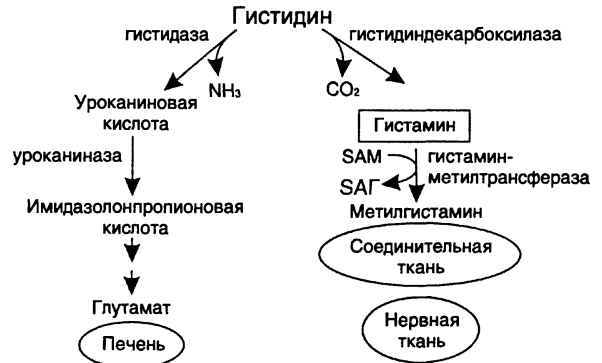 Гистидин
гистидаза
гистидиндекарбоксилаза
NH₃
CO₂
Уроканиновая
кислота
Гистамин
уроканиназа
SAM
гистамин-
метилтрансфераза
SAГ
Имидазолонпропионовая
кислота
Метилгистамин
Соединительная
ткань
Глутамат
Печень
Нервная
ткань